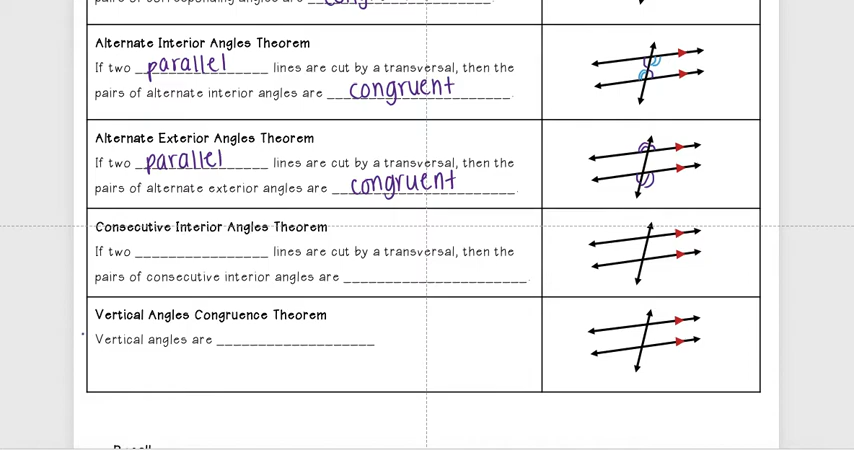 Alternate Interior Angles Theorem
If two parallel lines are cut by a transversal, then the
pairs of alternate interior angles are congruent.
Alternate Exterior Angles Theorem
If two parallel lines are cut by a transversal, then the
pairs of alternate exterior angles are congruent.
Consecutive Interior Angles Theorem
If two ________________ lines are cut by a transversal, then the
pairs of consecutive interior angles are ______________________.
Vertical Angles Congruence Theorem
Vertical angles are ___________________